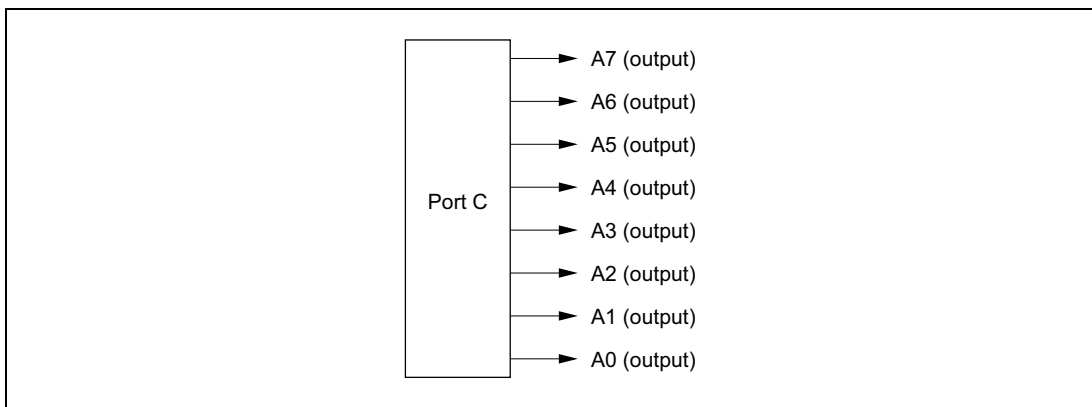 A7 (output)
A6 (output)
A5 (output)
A4 (output)
Port C
A3 (output)
A2 (output)
A1 (output)
A0 (output)